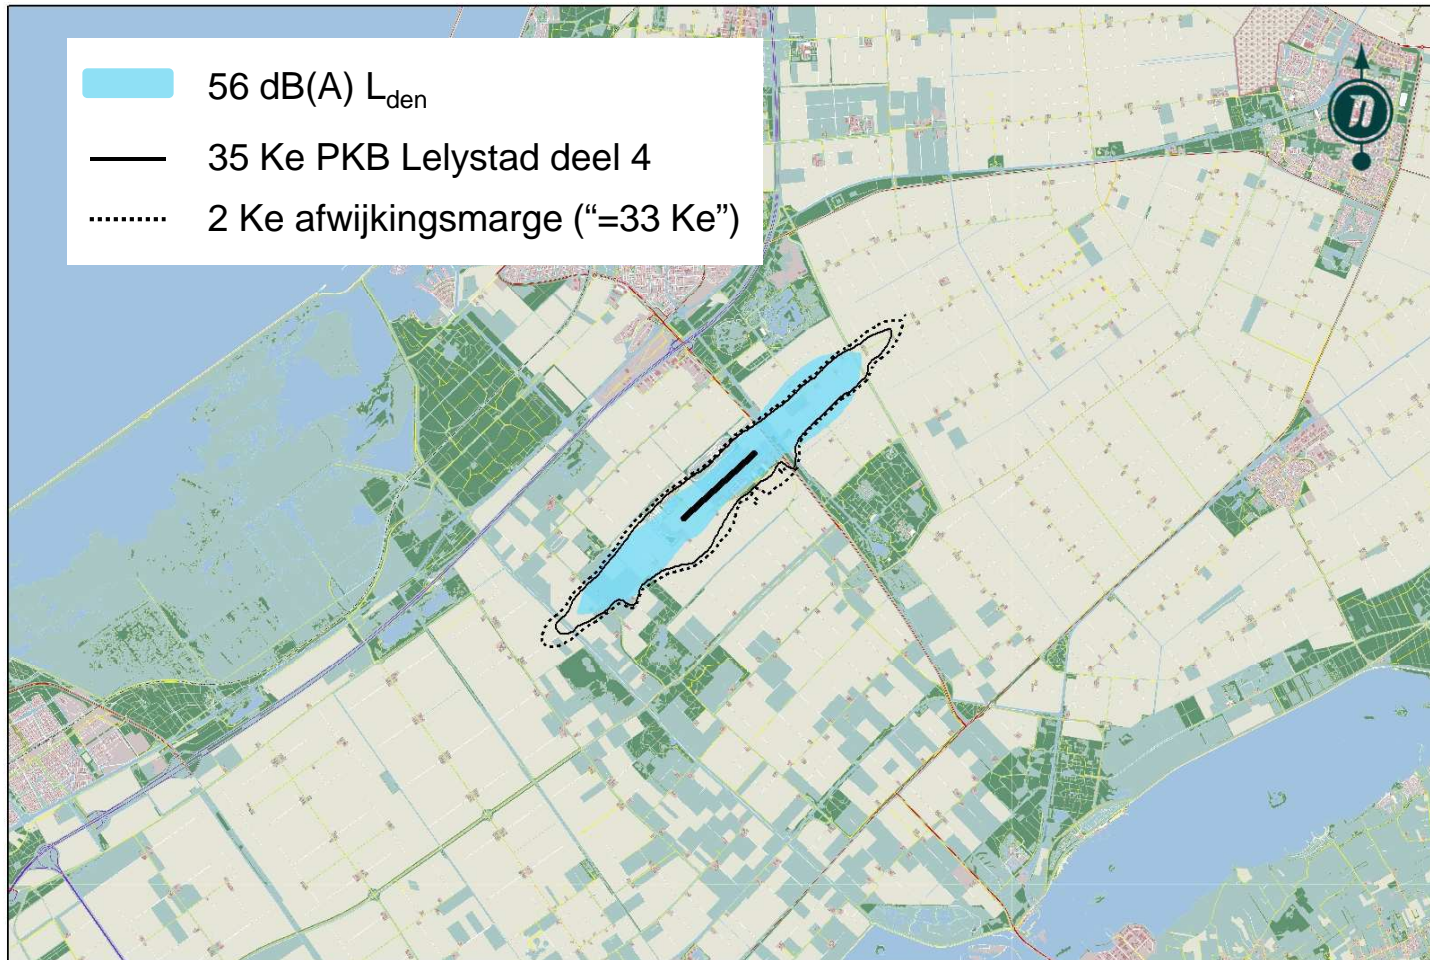 56 dB(A) Lden
35 Ke PKB Lelystad deel 4
2 Ke afwijkingsmarge (“=33 Ke”)
n